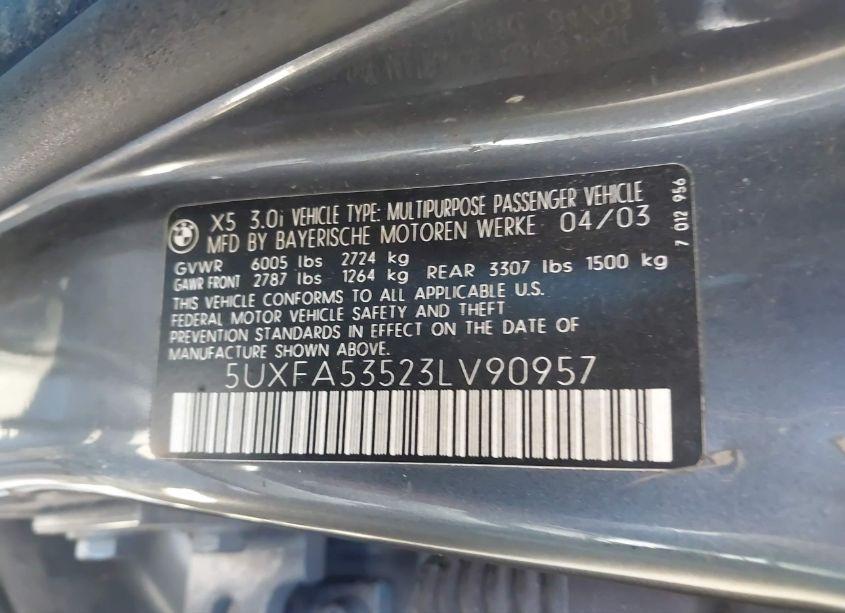 X5 3.0i VEHICLE TYPE: MULTIPURPOSE PASSENGER VEHICLE
MFD BY BAYERISCHE MOTOREN WERKE 04/03
GVWR 6005 lbs 2724 kg
GAWR FRONT 2787 lbs 1264 kg REAR 3307 lbs 1500 kg
THIS VEHICLE CONFORMS TO ALL APPLICABLE U.S.
FEDERAL MOTOR VEHICLE SAFETY AND THEFT
PREVENTION STANDARDS IN EFFECT ON THE DATE OF
MANUFACTURE SHOWN ABOVE.
5UXFA53523LV90957
7 012 956